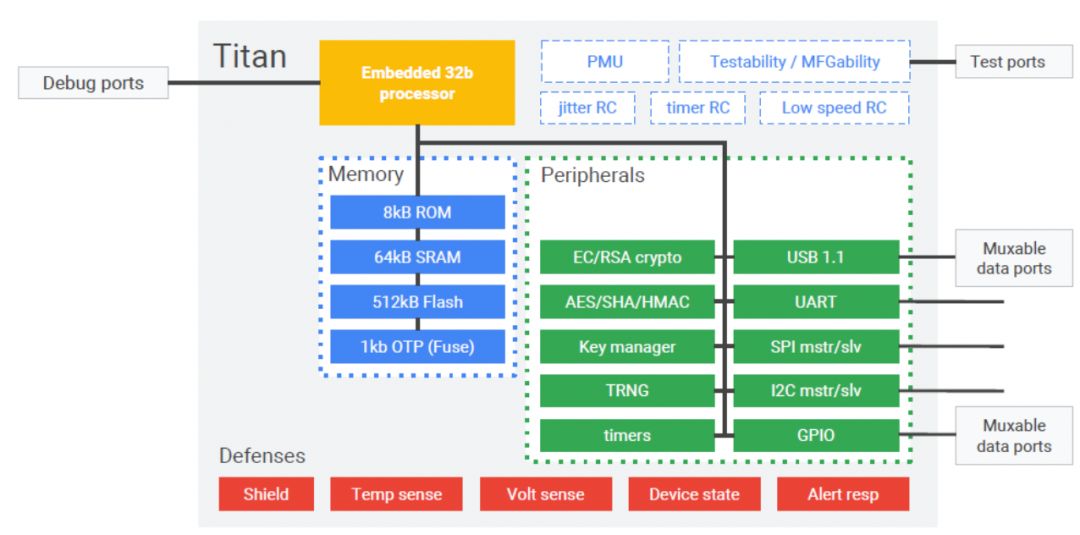 Titan
Debug ports
Embedded 32b
processor
PMU
Testability / MFGability
Test ports
jitter RC
timer RC
Low speed RC
Memory
8kB ROM
64kB SRAM
512kB Flash
1kb OTP (Fuse)
Peripherals
EC/RSA crypto
USB 1.1
AES/SHA/HMAC
UART
Key manager
SPI mstr/slv
TRNG
I2C mstr/slv
timers
GPIO
Muxable
data ports
Muxable
data ports
Defenses
Shield
Temp sense
Volt sense
Device state
Alert resp